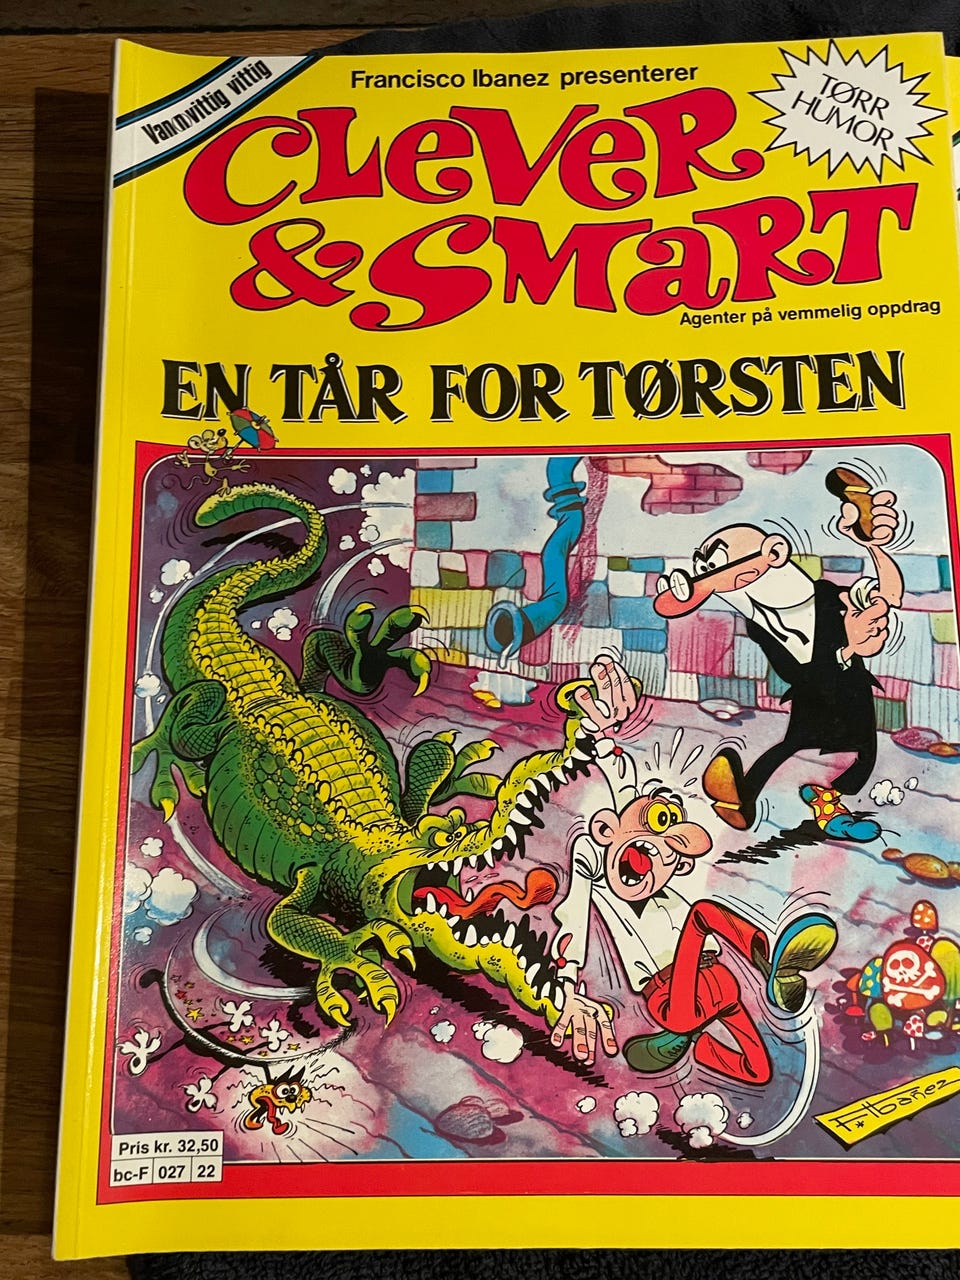 Van(n)vittig vittig
Francisco Ibanez presenterer
TØRR
HUMOR
CLeVeR
& SMaRT
Agenter på vemmelig oppdrag
EN TÅR FOR TØRSTEN
F. Ibañez
Pris kr. 32,50
bc-F 027 22